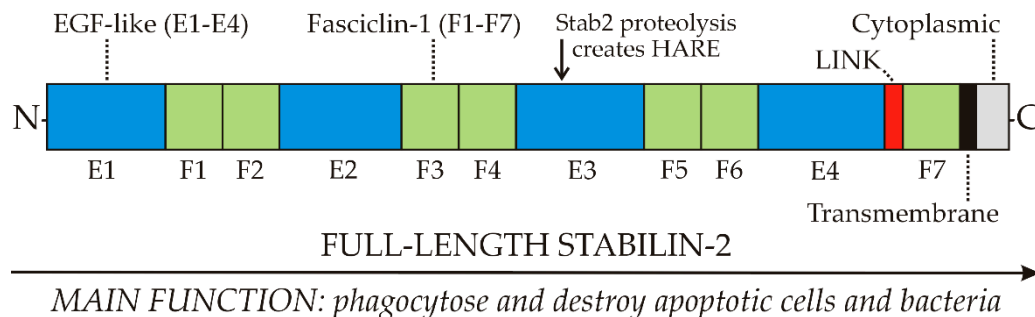 EGF-like (E1-E4) Fasciclin-1 (F1-F7) Stab2 proteolysis Cytoplasmic
creates HARE LINK
N C
E1 F1 F2 E2 F3 F4 E3 F5 F6 E4 F7
Transmembrane
FULL-LENGTH STABILIN-2
MAIN FUNCTION: phagocytose and destroy apoptotic cells and bacteria